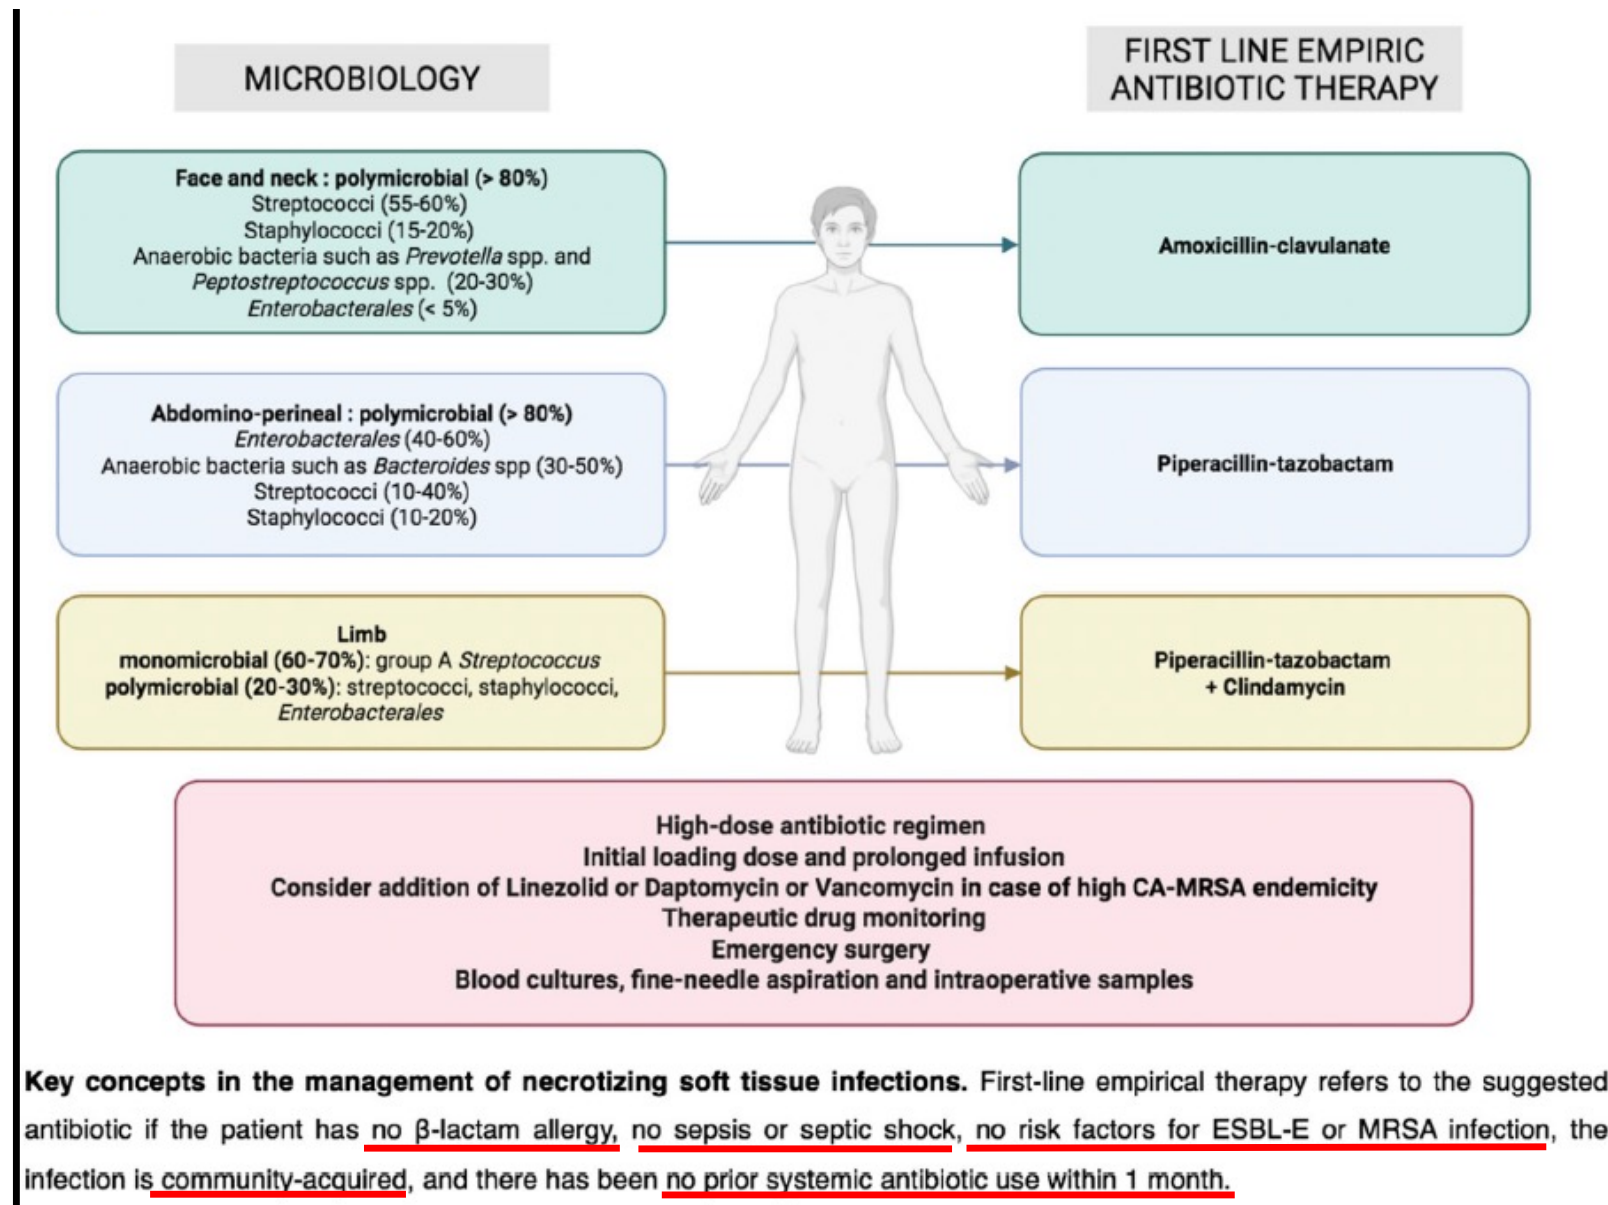 MICROBIOLOGY
FIRST LINE EMPIRIC
ANTIBIOTIC THERAPY
Face and neck : polymicrobial (> 80%)
Streptococci (55-60%)
Staphylococci (15-20%)
Anaerobic bacteria such as Prevotella spp. and
Peptostreptococcus spp. (20-30%)
Enterobacterales (< 5%)
Amoxicillin-clavulanate
Abdomino-perineal : polymicrobial (> 80%)
Enterobacterales (40-60%)
Anaerobic bacteria such as Bacteroides spp (30-50%)
Streptococci (10-40%)
Staphylococci (10-20%)
Piperacillin-tazobactam
Limb
monomicrobial (60-70%): group A Streptococcus
polymicrobial (20-30%): streptococci, staphylococci,
Enterobacterales
Piperacillin-tazobactam
+ Clindamycin
High-dose antibiotic regimen
Initial loading dose and prolonged infusion
Consider addition of Linezolid or Daptomycin or Vancomycin in case of high CA-MRSA endemicity
Therapeutic drug monitoring
Emergency surgery
Blood cultures, fine-needle aspiration and intraoperative samples
Key concepts in the management of necrotizing soft tissue infections. First-line empirical therapy refers to the suggested
antibiotic if the patient has no β-lactam allergy, no sepsis or septic shock, no risk factors for ESBL-E or MRSA infection, the
infection is community-acquired, and there has been no prior systemic antibiotic use within 1 month.